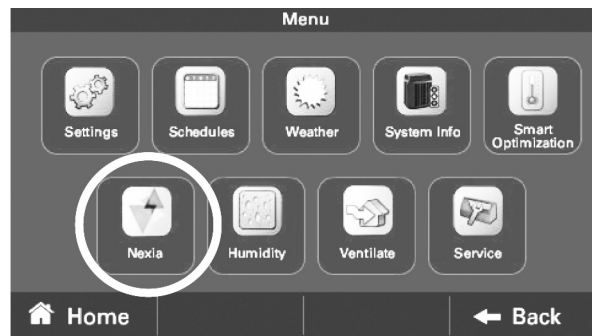 Menu
Settings
Schedules
Weather
System Info
Smart
Optimization
Nexia
Humidity
Ventilate
Service
Home
Back